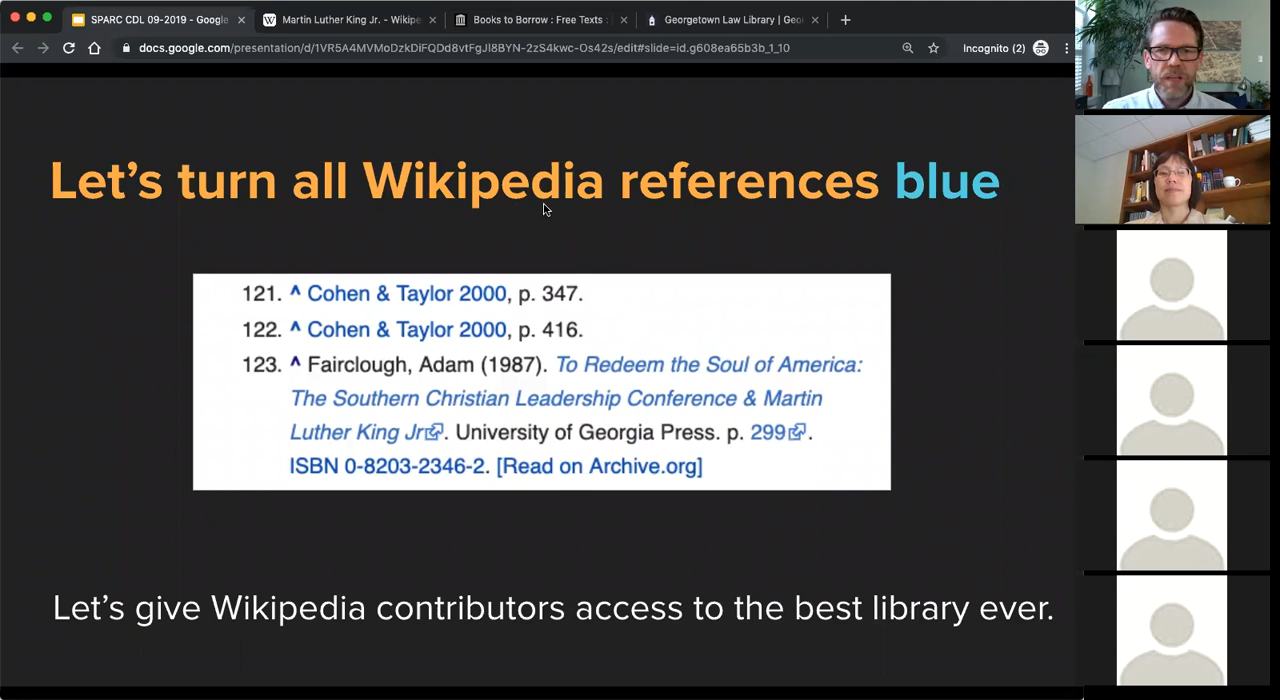 SPARC CDL 09-2019 - Google
Martin Luther King Jr. - Wikipe
Books to Borrow : Free Texts :
Georgetown Law Library | Geo
docs.google.com/presentation/d/1VR5A4MVMoDzkDiFQDd8vtFgJl8BYN-2zS4kwc-Os42s/edit#slide=id.g608ea65b3b_1_10
Incognito (2)
Let's turn all Wikipedia references blue
121. ^ Cohen & Taylor 2000, p. 347.
122. ^ Cohen & Taylor 2000, p. 416.
123. ^ Fairclough, Adam (1987). To Redeem the Soul of America:
The Southern Christian Leadership Conference & Martin
Luther King Jr. University of Georgia Press. p. 299.
ISBN 0-8203-2346-2. [Read on Archive.org]
Let's give Wikipedia contributors access to the best library ever.